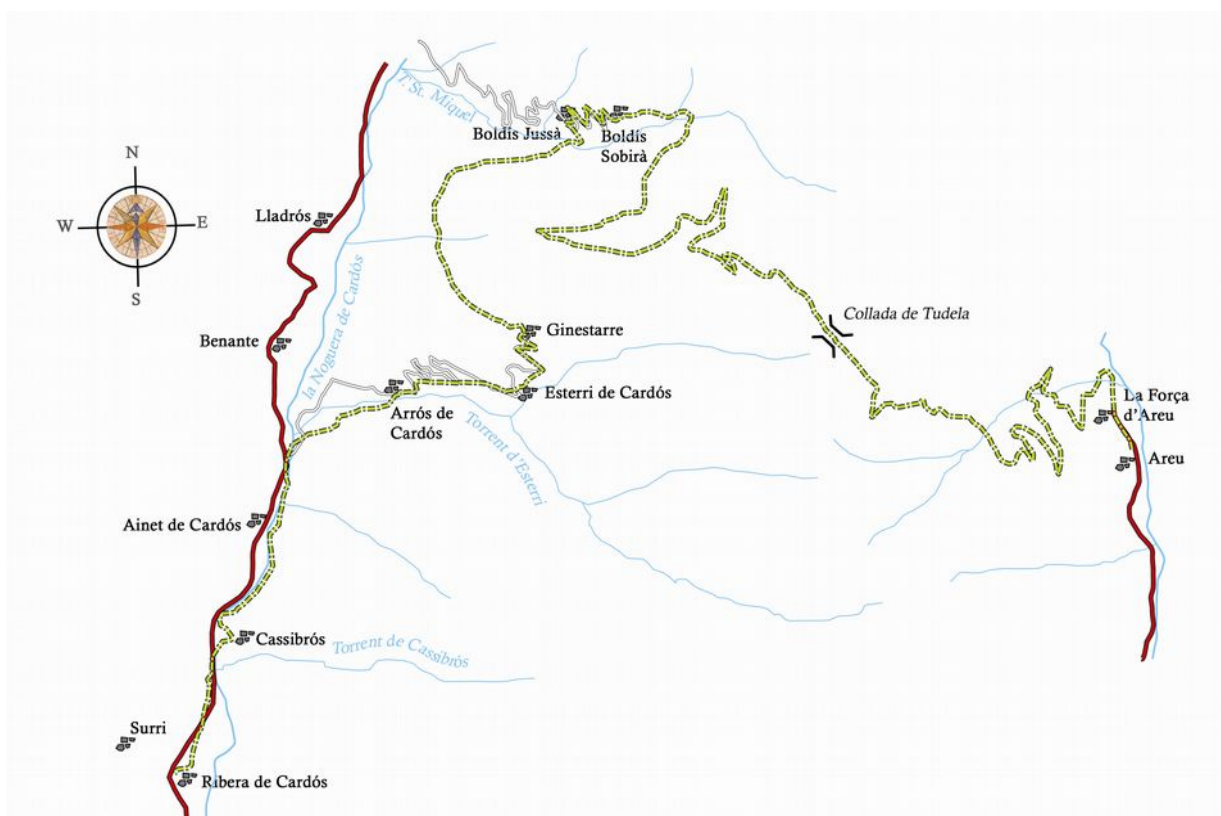 T. St. Miquel
Boldís Jussà
Boldís
Sobirà
N
W
E
S
Lladrós
la Noguera de Cardós
Benante
Ginestarre
Collada de Tudela
Esterri de Cardós
Arrós de
Cardós
Torrent d'Esterri
La Força
d'Areu
Areu
Ainet de Cardós
Cassibrós
Torrent de Cassibrós
Surri
Ribera de Cardós